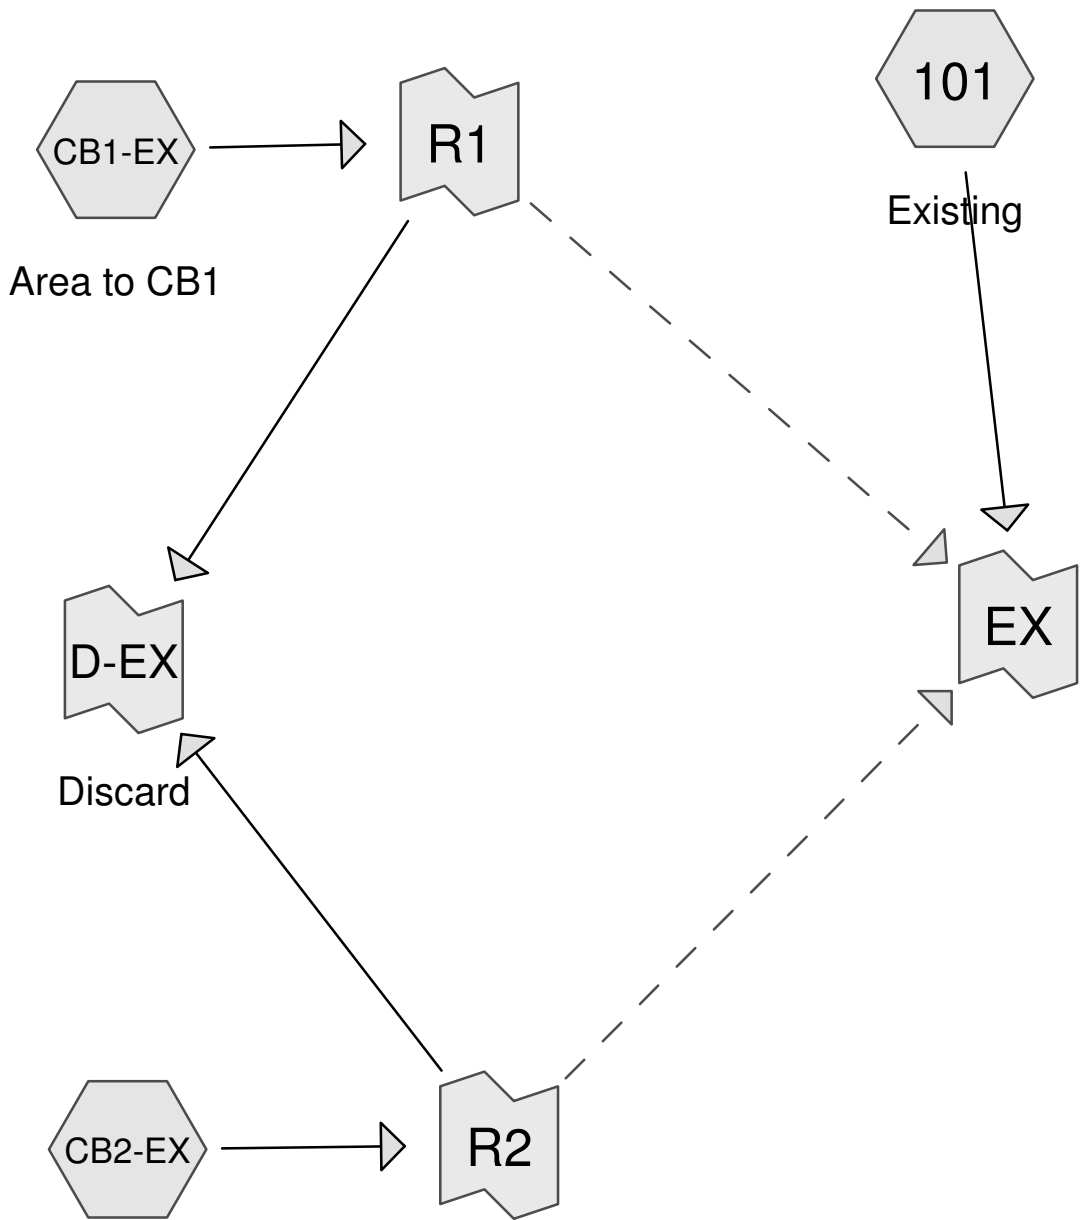 101
CB1-EX
R1
Existing
Area to CB1
EX
D-EX
Discard
CB2-EX
R2